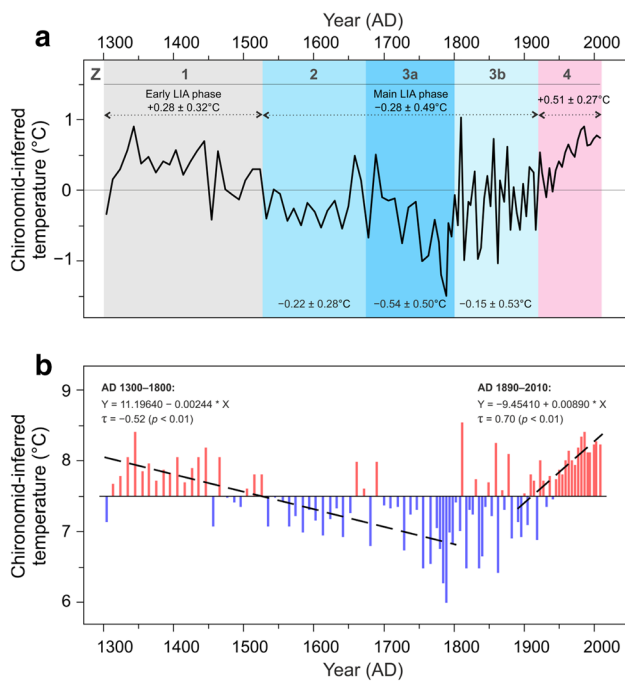 Year (AD)
a
1300 1400 1500 1600 1700 1800 1900 2000
Z 1 2 3a 3b 4
Early LIA phase
+0.28 ± 0.32°C
Main LIA phase
−0.28 ± 0.49°C
+0.51 ± 0.27°C
1
0
−1
Chironomid-inferred
temperature (°C)
−0.22 ± 0.28°C −0.54 ± 0.50°C −0.15 ± 0.53°C
b
9
8
7
6
Chironomid-inferred
temperature (°C)
AD 1300–1800:
Y = 11.19640 − 0.00244 * X
τ = −0.52 (p < 0.01)
AD 1890–2010:
Y = −9.45410 + 0.00890 * X
τ = 0.70 (p < 0.01)
1300 1400 1500 1600 1700 1800 1900 2000
Year (AD)